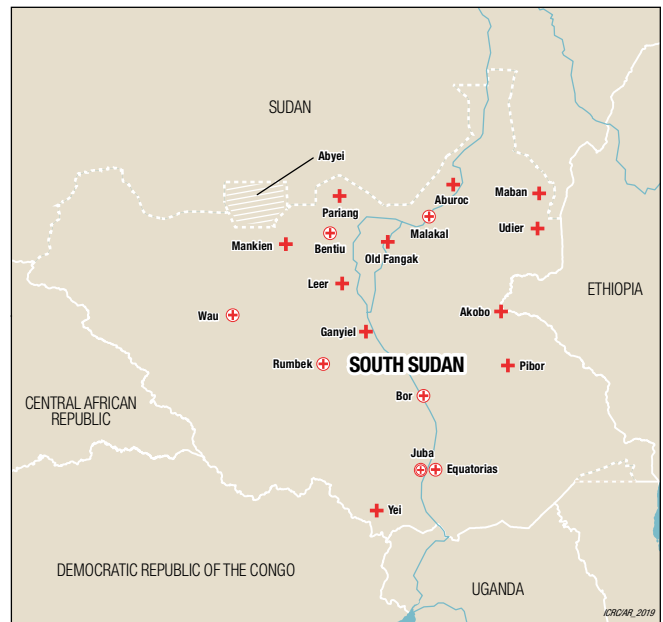 SUDAN
Abyei
Aburoc
Maban
Pariang
Malakal
Udier
Bentiu
Mankien
Old Fangak
Leer
ETHIOPIA
Wau
Akobo
Ganyiel
SOUTH SUDAN
Rumbek
Pibor
Bor
CENTRAL AFRICAN
REPUBLIC
Juba
Equatorias
Yei
DEMOCRATIC REPUBLIC OF THE CONGO
UGANDA
ICRC/AR_2019